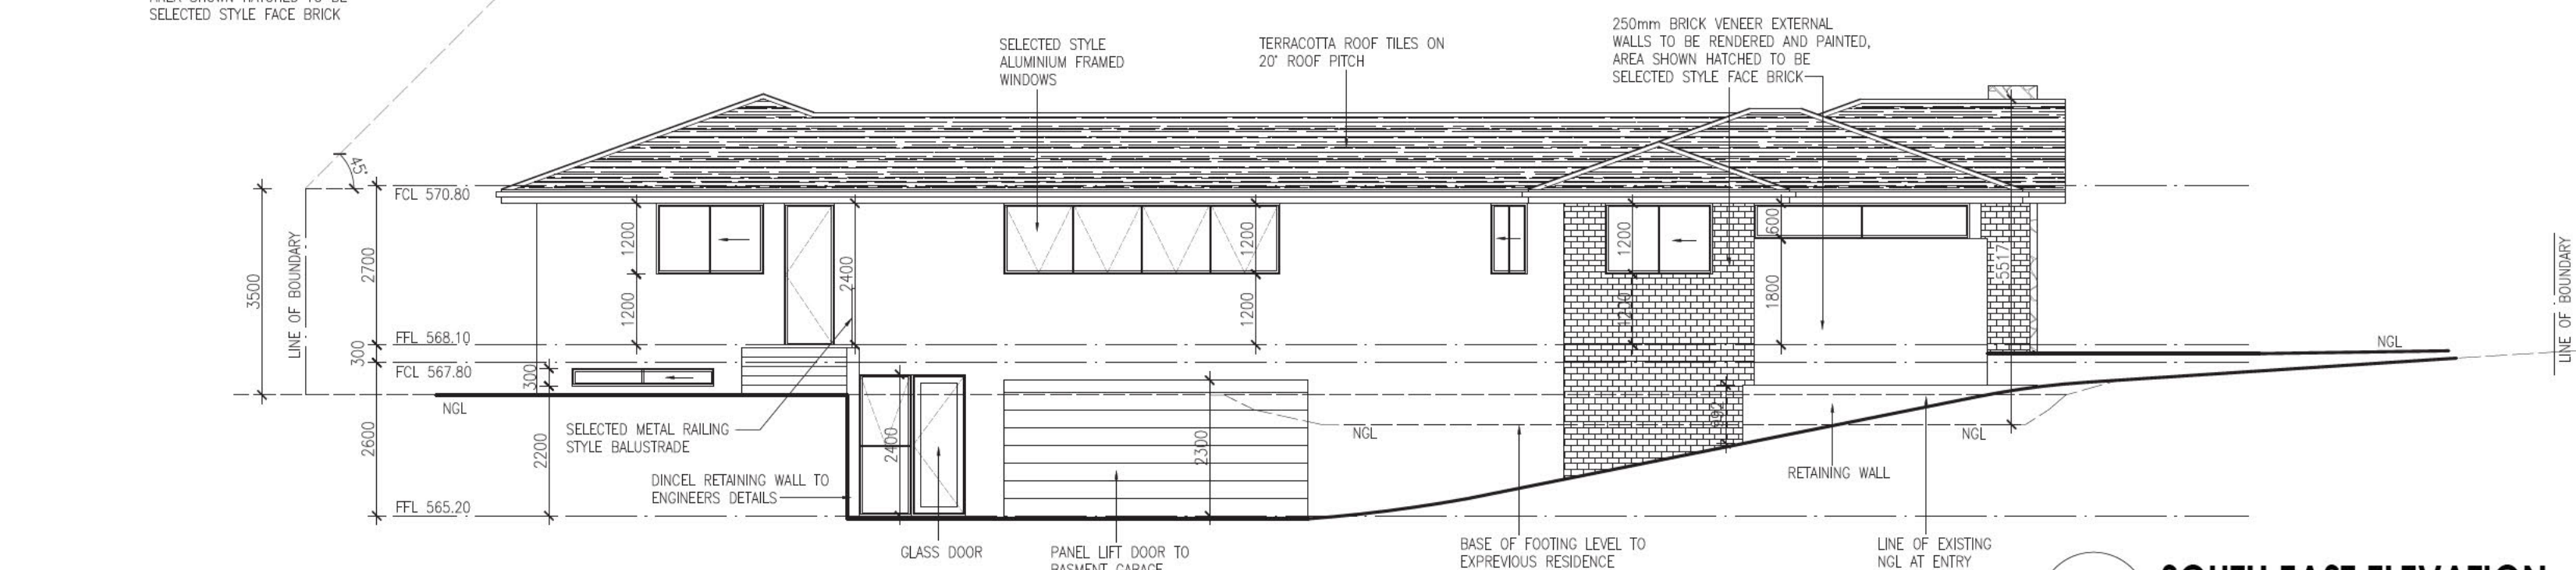 SELECTED STYLE FACE BRICK
SELECTED STYLE
ALUMINIUM FRAMED
WINDOWS
TERRACOTTA ROOF TILES ON
20° ROOF PITCH
250mm BRICK VENEER EXTERNAL
WALLS TO BE RENDERED AND PAINTED,
AREA SHOWN HATCHED TO BE
SELECTED STYLE FACE BRICK
45°
FCL 570.80
3500
LINE OF BOUNDARY
2700
1200
1200
2400
1200
1200
1200
1200
600
1800
5517
LINE OF BOUNDARY
FFL 568.10
300
FCL 567.80
300
NGL
NGL
2600
2200
SELECTED METAL RAILING
STYLE BALUSTRADE
2400
2300
NGL
NGL
DINCEL RETAINING WALL TO
ENGINEERS DETAILS
RETAINING WALL
FFL 565.20
GLASS DOOR
PANEL LIFT DOOR TO
BASMENT GARAGE
BASE OF FOOTING LEVEL TO
EXPREVIOUS RESIDENCE
LINE OF EXISTING
NGL AT ENTRY
SOUTH EAST ELEVATION